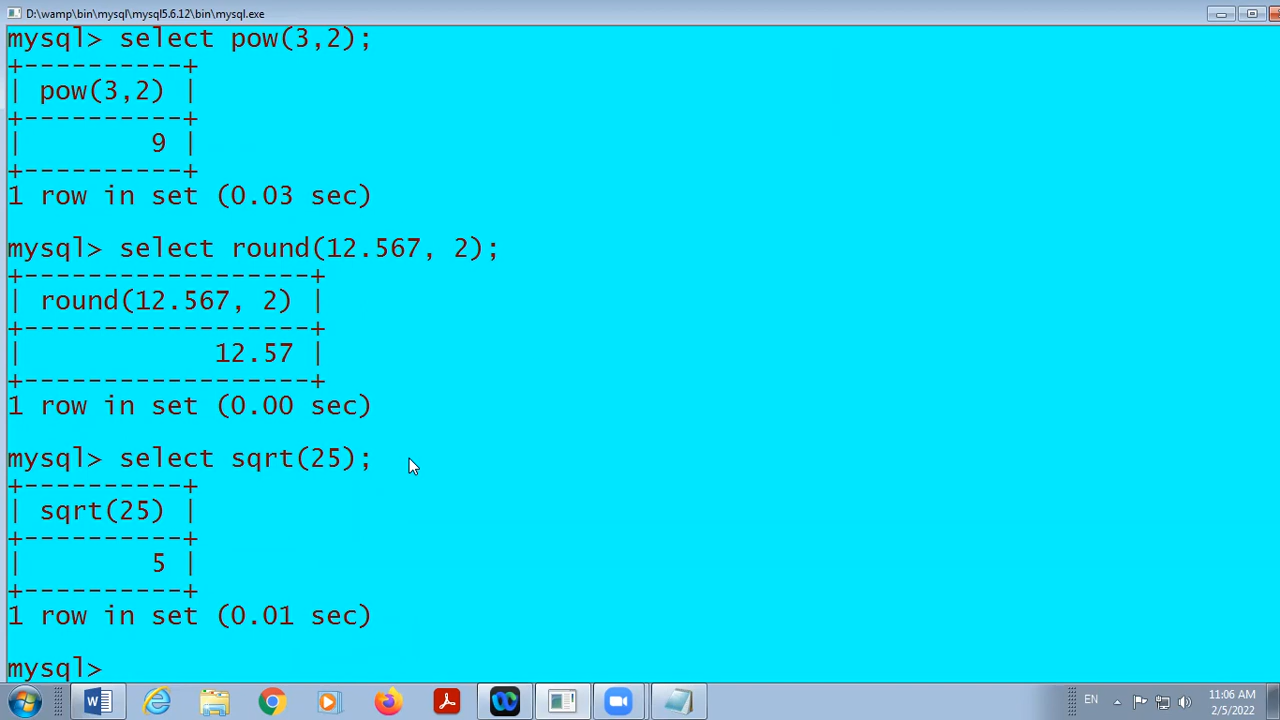 D:\wamp\bin\mysql\mysql5.6.12\bin\mysql.exe
mysql> select pow(3,2);
+----------+
| pow(3,2) |
+----------+
|        9 |
+----------+
1 row in set (0.03 sec)
mysql> select round(12.567, 2);
+------------------+
| round(12.567, 2) |
+------------------+
|            12.57 |
+------------------+
1 row in set (0.00 sec)
mysql> select sqrt(25);
+----------+
| sqrt(25) |
+----------+
|        5 |
+----------+
1 row in set (0.01 sec)
mysql>
EN
11:06 AM
2/5/2022